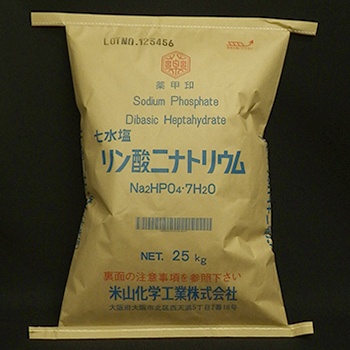 LOTNO.125456
薬甲印
Sodium Phosphate
Dibasic Heptahydrate
七水塩
リン酸二ナトリウム
Na2HPO4·7H2O
NET. 25 kg
裏面の注意事項を参照下さい
米山化学工業株式会社